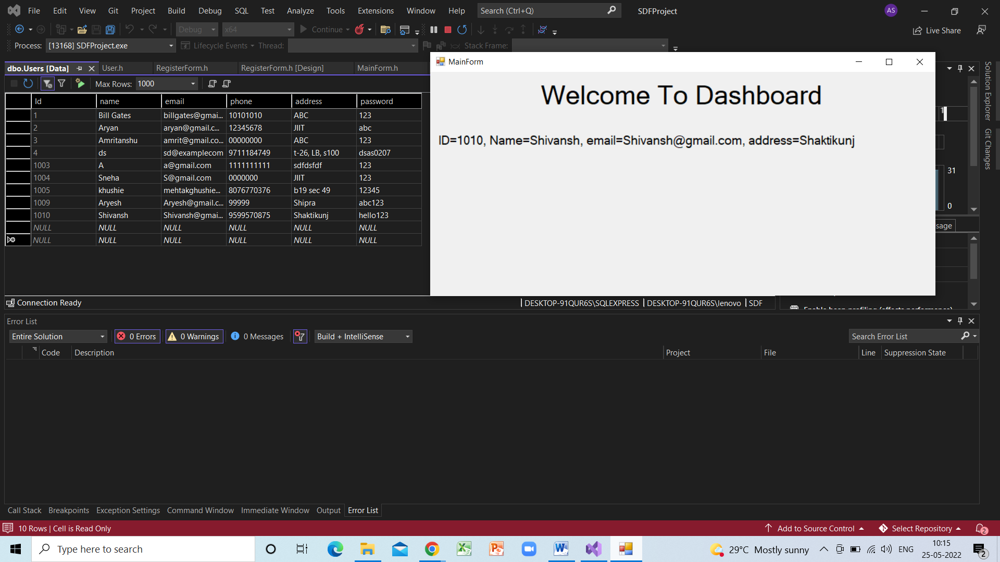 File Edit View Git Project Build Debug SQL Test Analyze Tools Extensions Window Help Search (Ctrl+Q) SDFProject AS
Debug x64 Continue Live Share
Process: [13168] SDFProject.exe Lifecycle Events Thread: Stack Frame:
dbo.Users [Data] User.h RegisterForm.h RegisterForm.h [Design] MainForm.h
Max Rows: 1000
Id name email phone address password
1 Bill Gates billgates@gmai... 10101010 ABC 123
2 Aryan aryan@gmail.c... 12345678 JIIT abc
3 Amritanshu amrit@gmail.co... 00000000 ABC 123
4 ds sd@examplecom 9711184749 t-26, LB, s100 dsas0207
1003 A a@gmail.com 1111111111 sdfdsfdf 123
1004 Sneha S@gmail.com 0000000 JIIT 123
1005 khushie mehtakghushie... 8076770376 b19 sec 49 12345
1009 Aryesh Aryesh@gmail.c... 99999 Shipra abc123
1010 Shivansh Shivansh@gmai... 9599570875 Shaktikunj hello123
NULL NULL NULL NULL NULL NULL
NULL NULL NULL NULL NULL NULL
MainForm
Welcome To Dashboard
ID=1010, Name=Shivansh, email=Shivansh@gmail.com, address=Shaktikunj
31
0
sage
Solution Explorer
Git Changes
Connection Ready DESKTOP-91QUR6S\SQLEXPRESS DESKTOP-91QUR6S\lenovo SDF
Error List
Entire Solution 0 Errors 0 Warnings 0 Messages Build + IntelliSense Search Error List
Code Description Project File Line Suppression State
Call Stack Breakpoints Exception Settings Command Window Immediate Window Output Error List
10 Rows | Cell is Read Only Add to Source Control Select Repository 2
Type here to search 29°C Mostly sunny ENG 10:15
25-05-2022 2